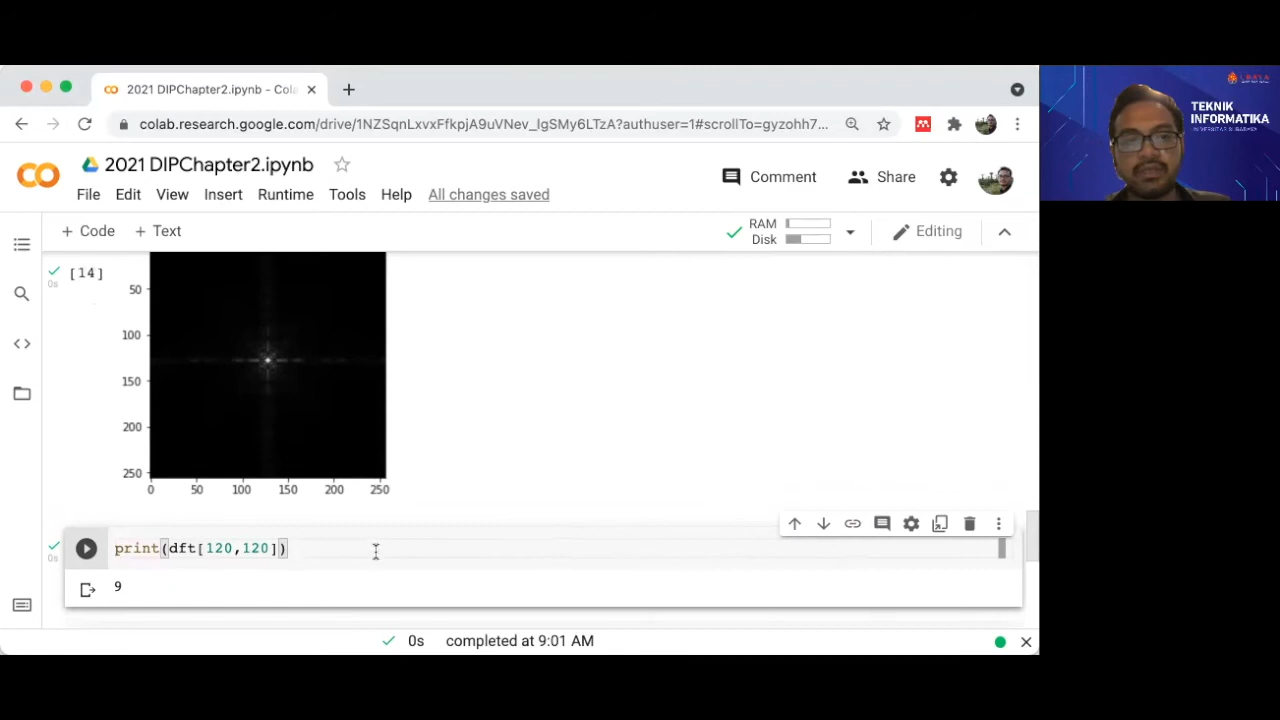 2021 DIPChapter2.ipynb - Cola
colab.research.google.com/drive/1NZSqnLxvxFfkpjA9uVNev_lgSMy6LTzA?authuser=1#scrollTo=gyzohh7...
2021 DIPChapter2.ipynb
Comment
Share
File Edit View Insert Runtime Tools Help All changes saved
+ Code + Text
RAM
Disk
Editing
[14]
0s
50
100
150
200
250
0 50 100 150 200 250
print(dft[120,120])
0s
9
0s completed at 9:01 AM
TEKNIK
INFORMATIKA